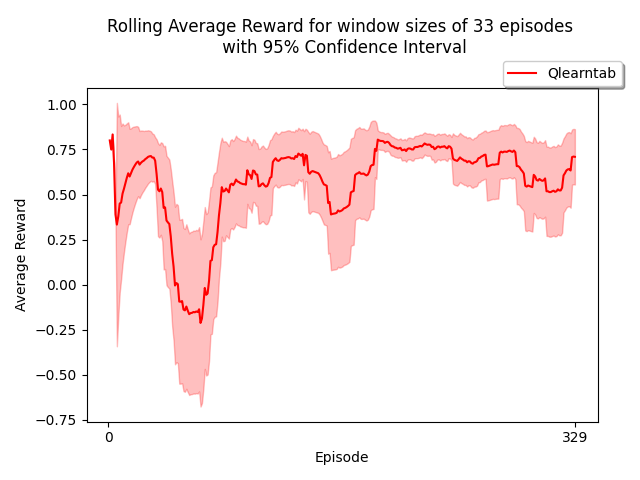 Rolling Average Reward for window sizes of 33 episodes
with 95% Confidence Interval
Qlearntab
1.00
0.75
0.50
0.25
0.00
−0.25
−0.50
−0.75
Average Reward
0
329
Episode